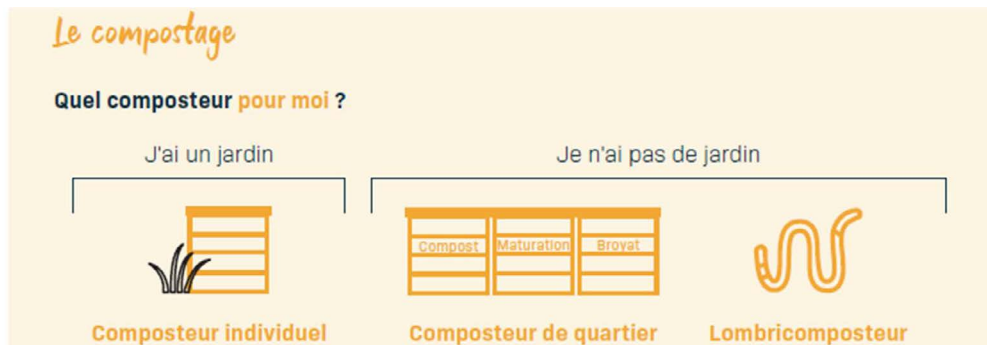 Le compostage
Quel composteur pour moi ?
J'ai un jardin
Je n'ai pas de jardin
Compost
Maturation
Broyat
Composteur individuel
Composteur de quartier
Lombricomposteur